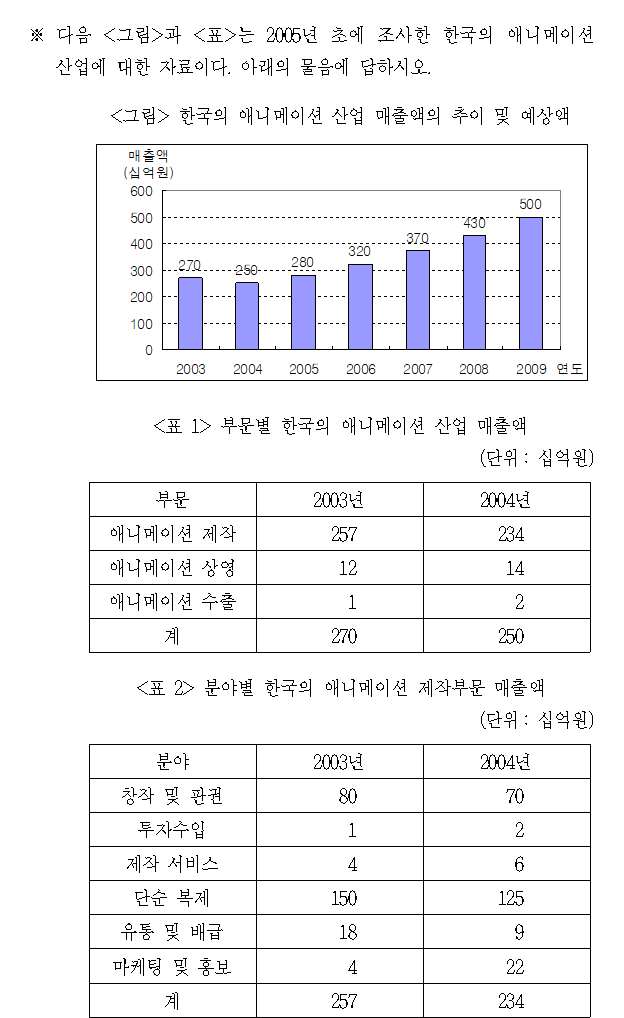 ※ 다음 <그림>과 <표>는 2005년 초에 조사한 한국의 애니메이션
산업에 대한 자료이다. 아래의 물음에 답하시오.
<그림> 한국의 애니메이션 산업 매출액의 추이 및 예상액
매출액
(십억원)
600
500
400
300
200
100
0
270 250 280 320 370 430 500
2003 2004 2005 2006 2007 2008 2009 연도
<표 1> 부문별 한국의 애니메이션 산업 매출액
(단위 : 십억원)
부문 2003년 2004년
애니메이션 제작 257 234
애니메이션 상영 12 14
애니메이션 수출 1 2
계 270 250
<표 2> 분야별 한국의 애니메이션 제작부문 매출액
(단위 : 십억원)
분야 2003년 2004년
창작 및 판권 80 70
투자수입 1 2
제작 서비스 4 6
단순 복제 150 125
유통 및 배급 18 9
마케팅 및 홍보 4 22
계 257 234